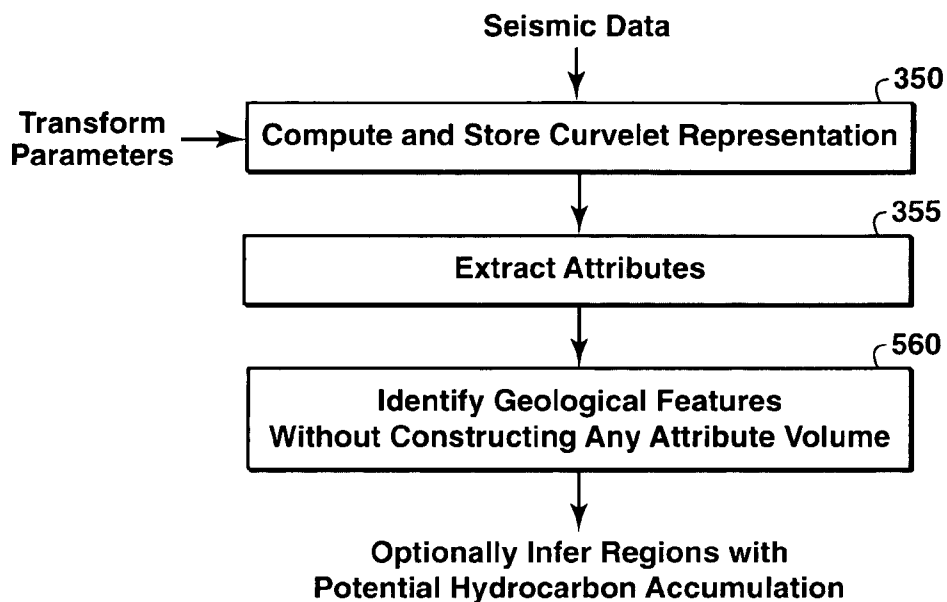 Seismic Data
350
Transform
Parameters
Compute and Store Curvelet Representation
355
Extract Attributes
560
Identify Geological Features
Without Constructing Any Attribute Volume
Optionally Infer Regions with
Potential Hydrocarbon Accumulation